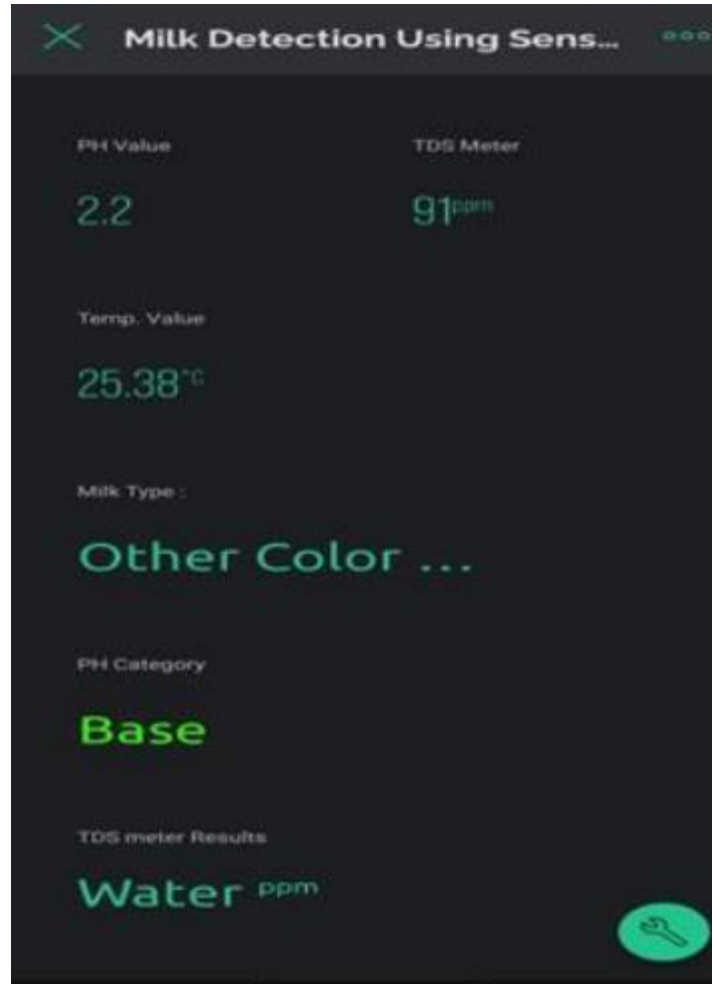 Milk Detection Using Sens...
PH Value TDS Meter
2.2 91ppm
Temp. Value
25.38°C
Milk Type :
Other Color ...
PH Category
Base
TDS meter Results
Water ppm